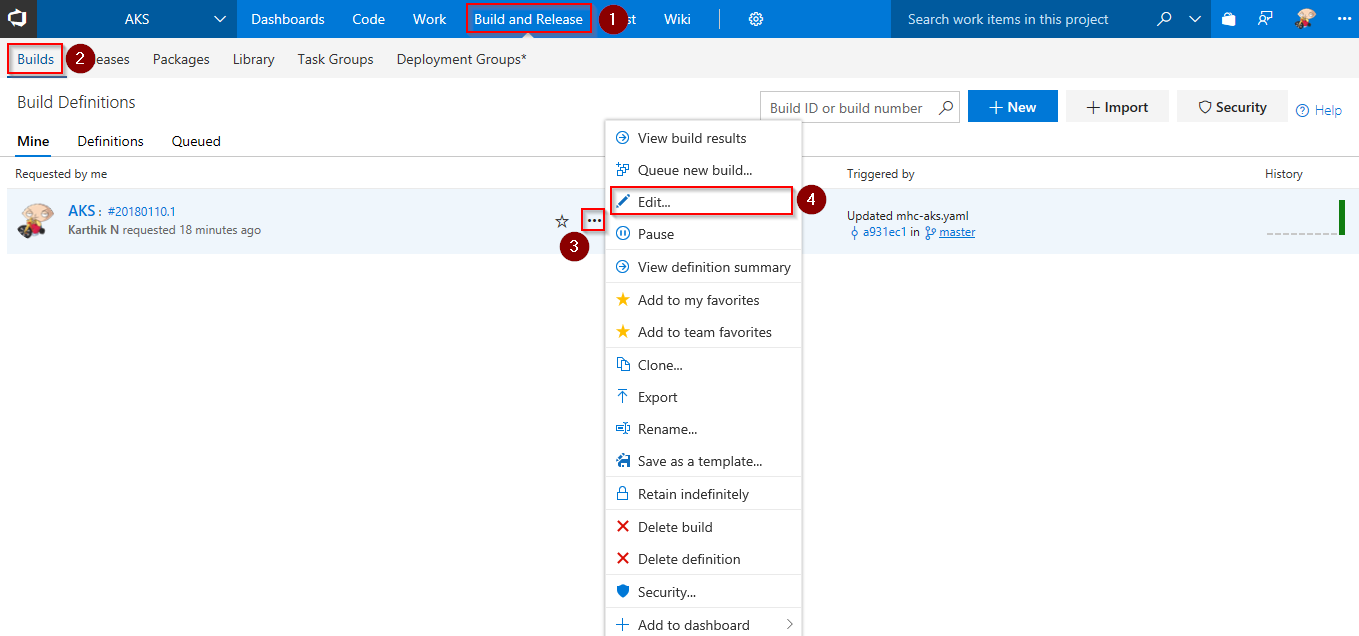 AKS Dashboards Code Work Build and Release 1 st Wiki Search work items in this project
Builds 2 eases Packages Library Task Groups Deployment Groups*
Build Definitions
Build ID or build number New Import Security Help
Mine Definitions Queued
Requested by me Triggered by History
AKS : #20180110.1
Karthik N requested 18 minutes ago
3
Updated mhc-aks.yaml
a931ec1 in master
View build results
Queue new build...
Edit... 4
Pause
View definition summary
Add to my favorites
Add to team favorites
Clone...
Export
Rename...
Save as a template...
Retain indefinitely
Delete build
Delete definition
Security...
Add to dashboard